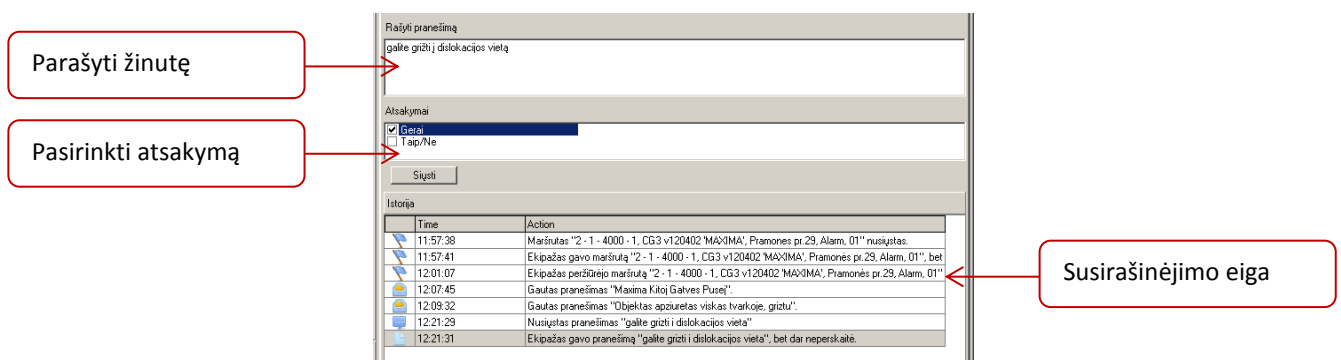 Rašyti pranešimą
Parašyti žinutę
galite grižti į dislokacijos vietą
Atsakymai
Pasirinkti atsakymą
Gerai
Taip/Ne
Siųsti
Istorija
Time Action
11:57:38 Maršrutas "2 - 1 - 4000 - 1, CG3 v120402 'MAXIMA', Pramones pr.29, Alarm, 01" nusiųstas.
11:57:41 Ekipažas gavo maršrutą "2 - 1 - 4000 - 1, CG3 v120402 'MAXIMA', Pramonės pr.29, Alarm, 01", bet
12:01:07 Ekipažas peržiūrėjo maršrutą "2 - 1 - 4000 - 1, CG3 v120402 'MAXIMA', Pramonės pr.29, Alarm, 01"
Susirašinėjimo eiga
12:07:45 Gautas pranešimas "Maxima Kitoj Gatves Pusej".
12:09:32 Gautas pranešimas "Objektas apziuretas viskas tvarkoje, griztu".
12:21:29 Nusiųstas pranešimas "galite grizti i dislokacijos vieta"
12:21:31 Ekipažas gavo pranešimą "galite grizti i dislokacijos vieta", bet dar neperskaitė.